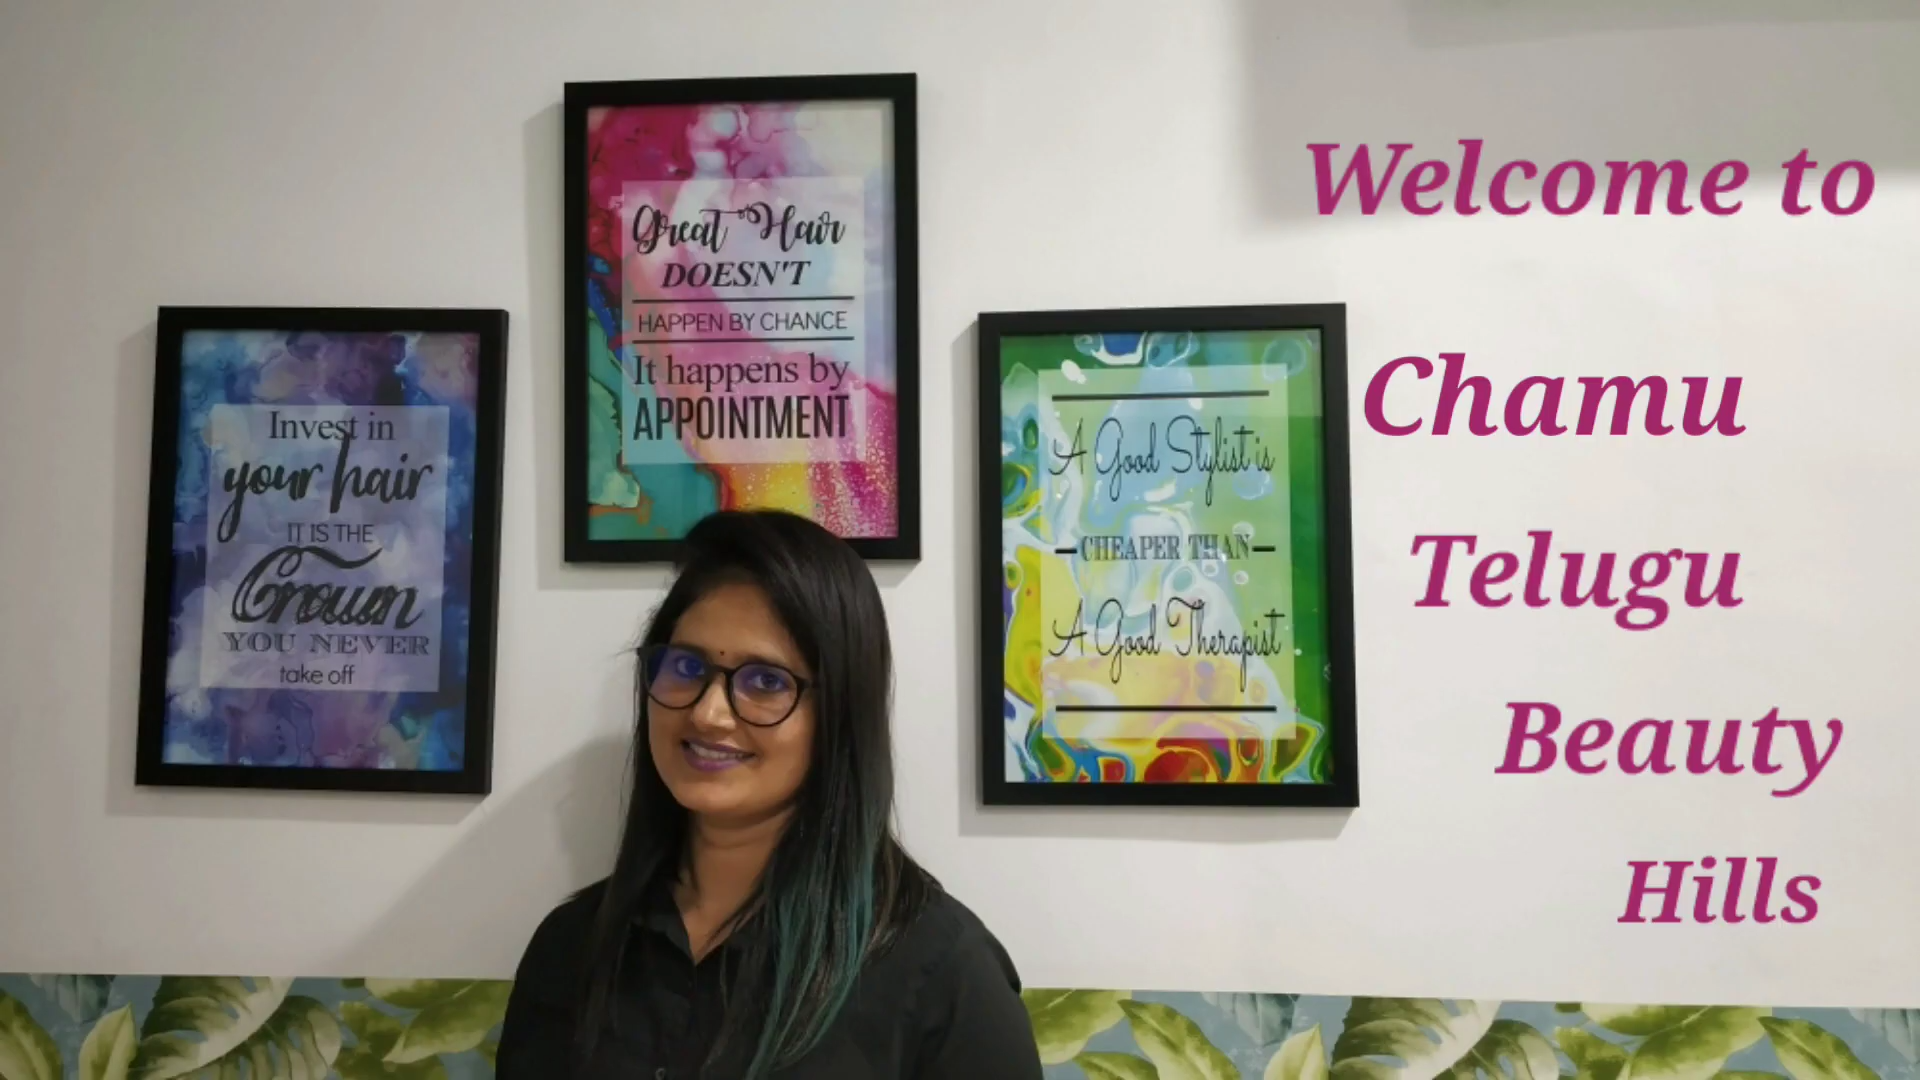 Invest in
your hair
IT IS THE
Crown
YOU NEVER
take off
Great Hair
DOESN'T
HAPPEN BY CHANCE
It happens by
APPOINTMENT
A Good Stylist is
CHEAPER THAN
A Good Therapist
Welcome to
Chamu
Telugu
Beauty
Hills